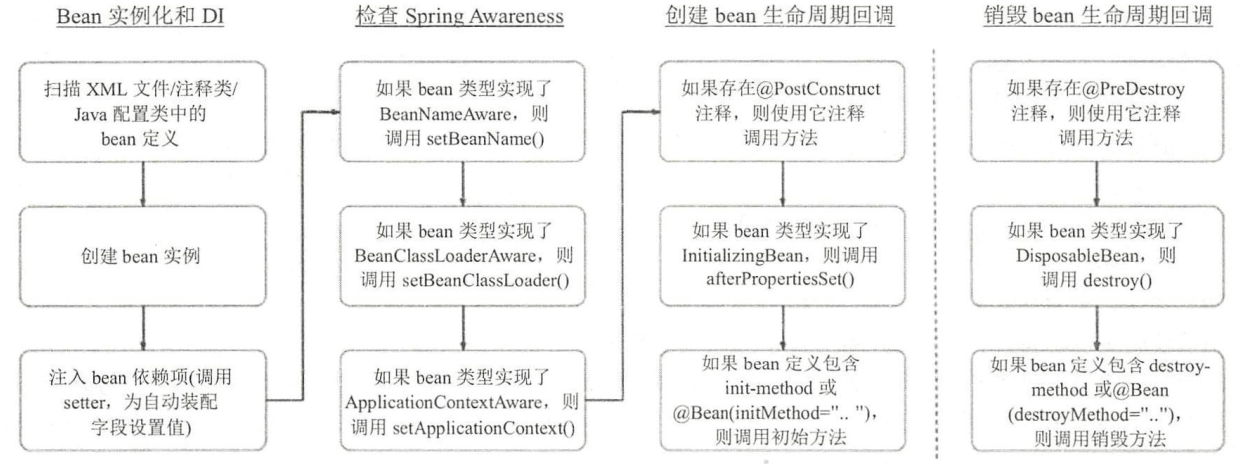 Bean 实例化和 DI
扫描 XML 文件/注释类/
Java 配置类中的
bean 定义
创建 bean 实例
注入 bean 依赖项(调用
setter，为自动装配
字段设置值)
检查 Spring Awareness
如果 bean 类型实现了
BeanNameAware，则
调用 setBeanName()
如果 bean 类型实现了
BeanClassLoaderAware，则
调用 setBeanClassLoader()
如果 bean 类型实现了
ApplicationContextAware，则
调用 setApplicationContext()
创建 bean 生命周期回调
如果存在@PostConstruct
注释，则使用它注释
调用方法
如果 bean 类型实现了
InitializingBean，则调用
afterPropertiesSet()
如果 bean 定义包含
init-method 或
@Bean(initMethod=".. ")，
则调用初始方法
销毁 bean 生命周期回调
如果存在@PreDestroy
注释，则使用它注释
调用方法
如果 bean 类型实现了
DisposableBean，则
调用 destroy()
如果 bean 定义包含 destroy-
method 或@Bean
(destroyMethod="..")，
则调用销毁方法